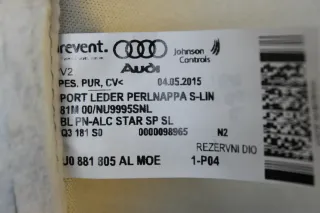 prevent.
Johnson
Controls
Audi
V2
PES. PUR, CV< 04.05.2015
PORT LEDER PERLNAPPA S-LIN
81M 00/NU9995SNL
BL PN-ALC STAR SP SL
Q3 181 S0 0000098965 N2
REZERVNI DIO
J0 881 805 AL MOE 1-P04